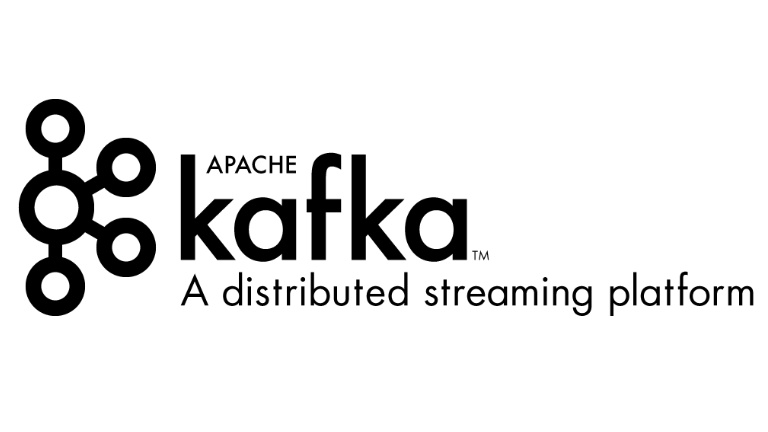 APACHE
kafka™
A distributed streaming platform